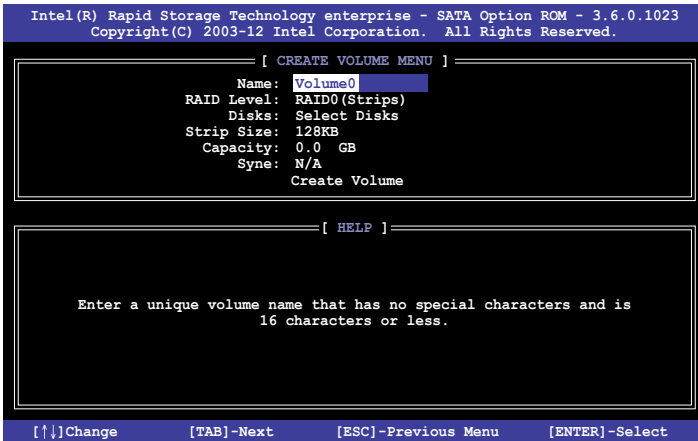 Intel(R) Rapid Storage Technology enterprise - SATA Option ROM - 3.6.0.1023
Copyright(C) 2003-12 Intel Corporation. All Rights Reserved.
[ CREATE VOLUME MENU ]
Name: Volume0
RAID Level: RAID0(Strips)
Disks: Select Disks
Strip Size: 128KB
Capacity: 0.0 GB
Syne: N/A
Create Volume
[ HELP ]
Enter a unique volume name that has no special characters and is
16 characters or less.
[↑↓]Change [TAB]-Next [ESC]-Previous Menu [ENTER]-Select